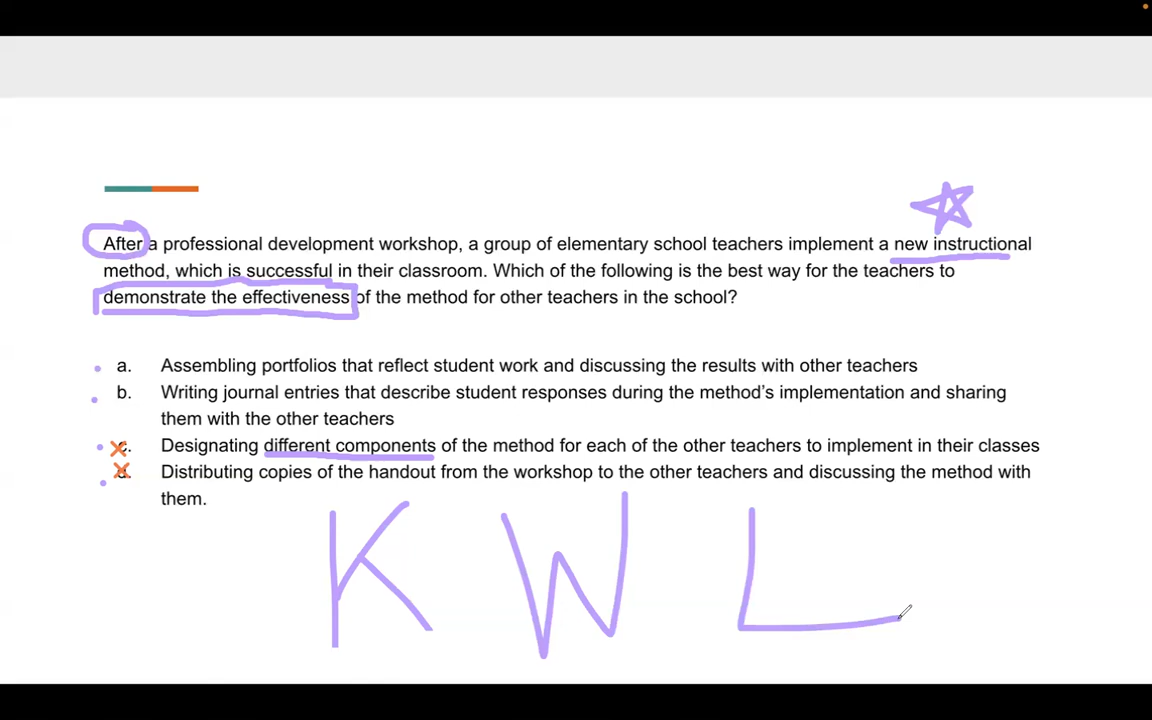 After a professional development workshop, a group of elementary school teachers implement a new instructional
method, which is successful in their classroom. Which of the following is the best way for the teachers to
demonstrate the effectiveness of the method for other teachers in the school?
a. Assembling portfolios that reflect student work and discussing the results with other teachers
b. Writing journal entries that describe student responses during the method's implementation and sharing
them with the other teachers
c. Designating different components of the method for each of the other teachers to implement in their classes
d. Distributing copies of the handout from the workshop to the other teachers and discussing the method with
them.
K W L